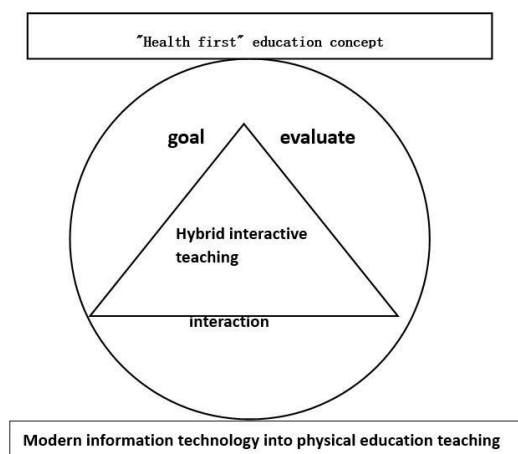 "Health first" education concept
goal evaluate
Hybrid interactive
teaching
interaction
Modern information technology into physical education teaching